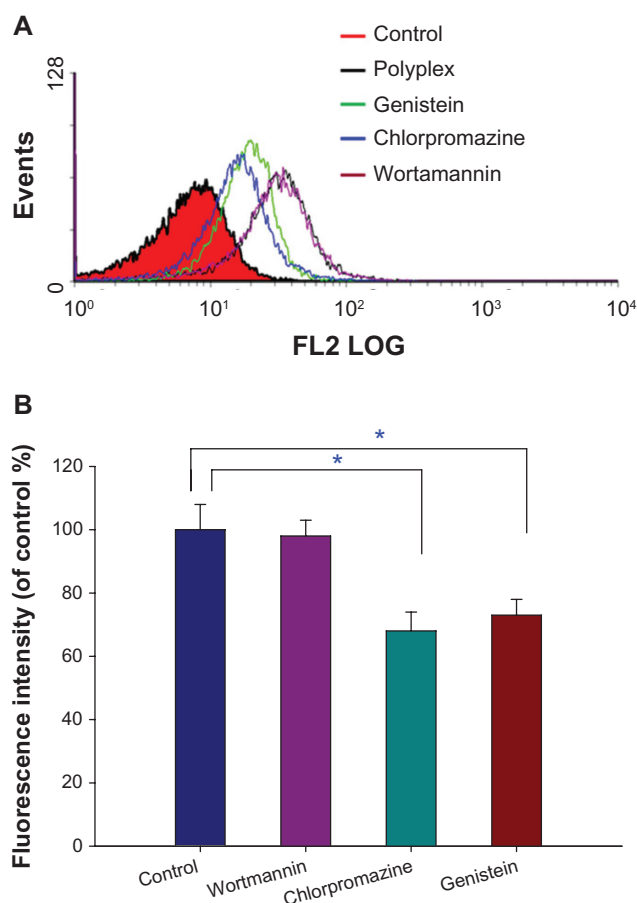 A
Control
Polyplex
Genistein
Chlorpromazine
Wortamannin
128
Events
0
10⁰ 10¹ 10² 10³ 10⁴
FL2 LOG
B
Fluorescence intensity (of control %)
120
100
80
60
40
20
0
*
*
Control Wortmannin Chlorpromazine Genistein